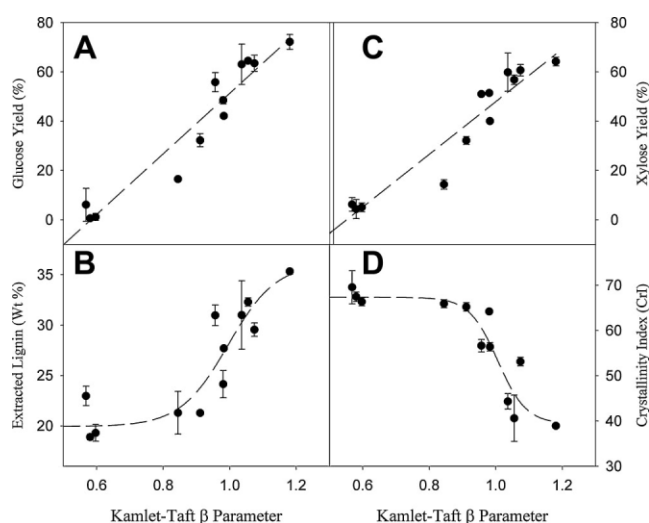 A
C
Glucose Yield (%)
80
60
40
20
0
80
60
40
20
0
Xylose Yield (%)
B
D
Extracted Lignin (Wt %)
35
30
25
20
70
60
50
40
30
Crystallinity Index (CrI)
0.6 0.8 1.0 1.2 0.6 0.8 1.0 1.2
Kamlet-Taft β Parameter Kamlet-Taft β Parameter